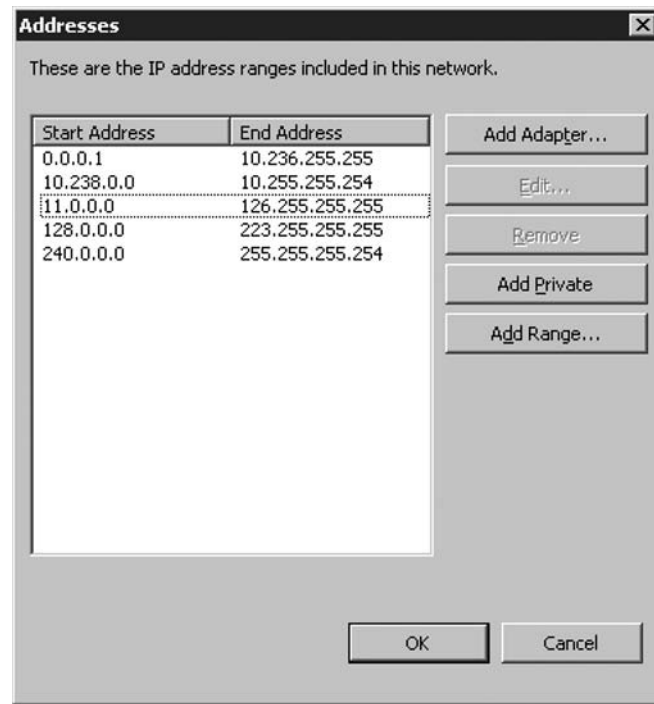 Addresses
These are the IP address ranges included in this network.
Start Address End Address
0.0.0.1 10.236.255.255
10.238.0.0 10.255.255.254
11.0.0.0 126.255.255.255
128.0.0.0 223.255.255.255
240.0.0.0 255.255.255.254
Add Adapter...
Edit...
Remove
Add Private
Add Range...
OK Cancel